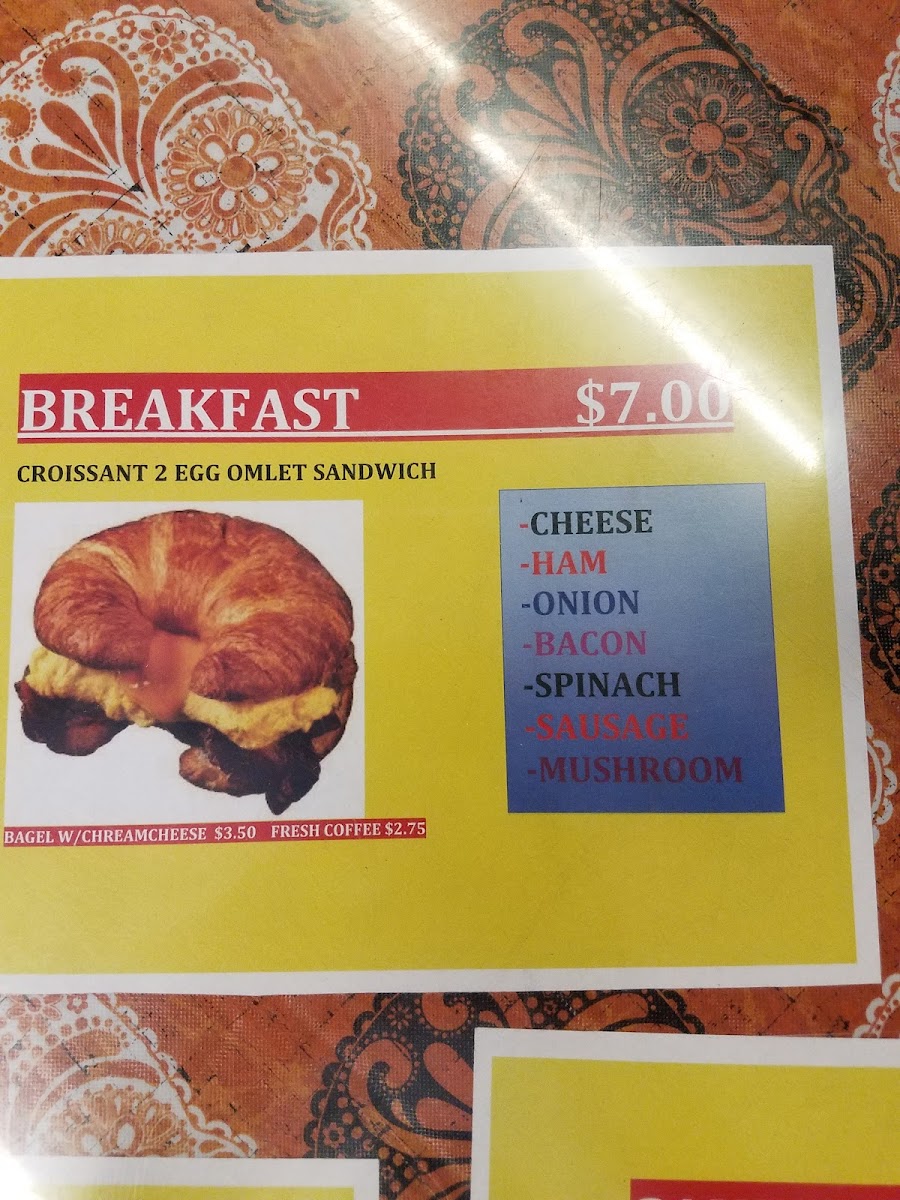 BREAKFAST $7.00
CROISSANT 2 EGG OMLET SANDWICH
-CHEESE
-HAM
-ONION
-BACON
-SPINACH
-SAUSAGE
-MUSHROOM
BAGEL W/CHREAMCHEESE $3.50 FRESH COFFEE $2.75